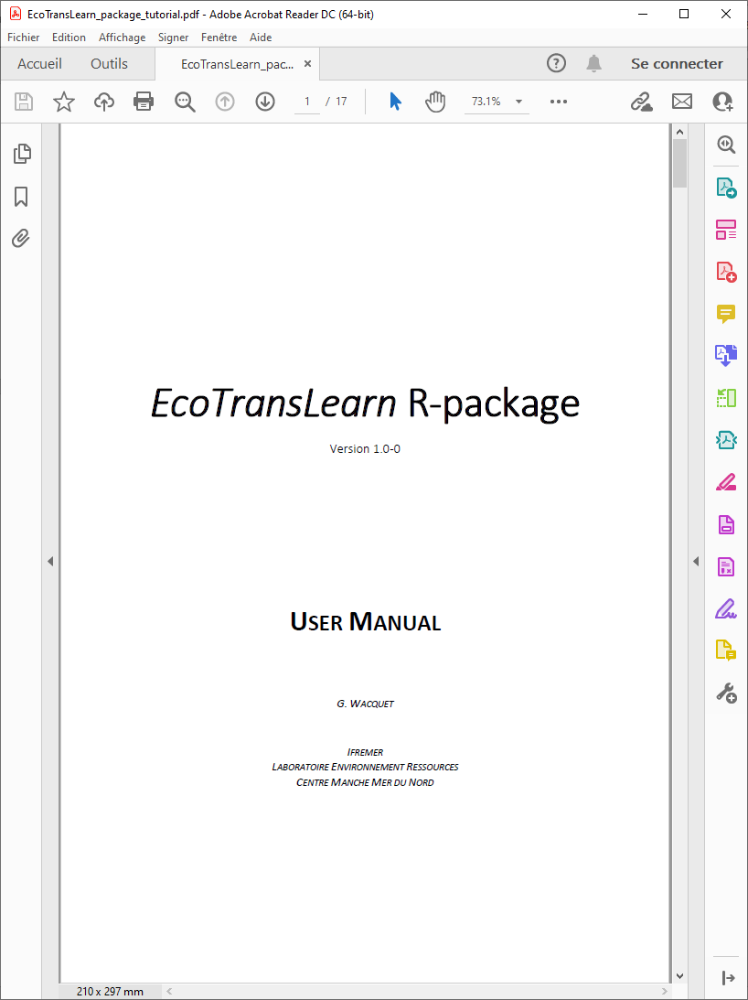 EcoTransLearn_package_tutorial.pdf - Adobe Acrobat Reader DC (64-bit)
Fichier Edition Affichage Signer Fenêtre Aide
Accueil Outils EcoTransLearn_pac... × ? Se connecter
1 / 17 73.1%
EcoTransLearn R-package
Version 1.0-0
USER MANUAL
G. WACQUET
IFREMER
LABORATOIRE ENVIRONNEMENT RESSOURCES
CENTRE MANCHE MER DU NORD
210 x 297 mm